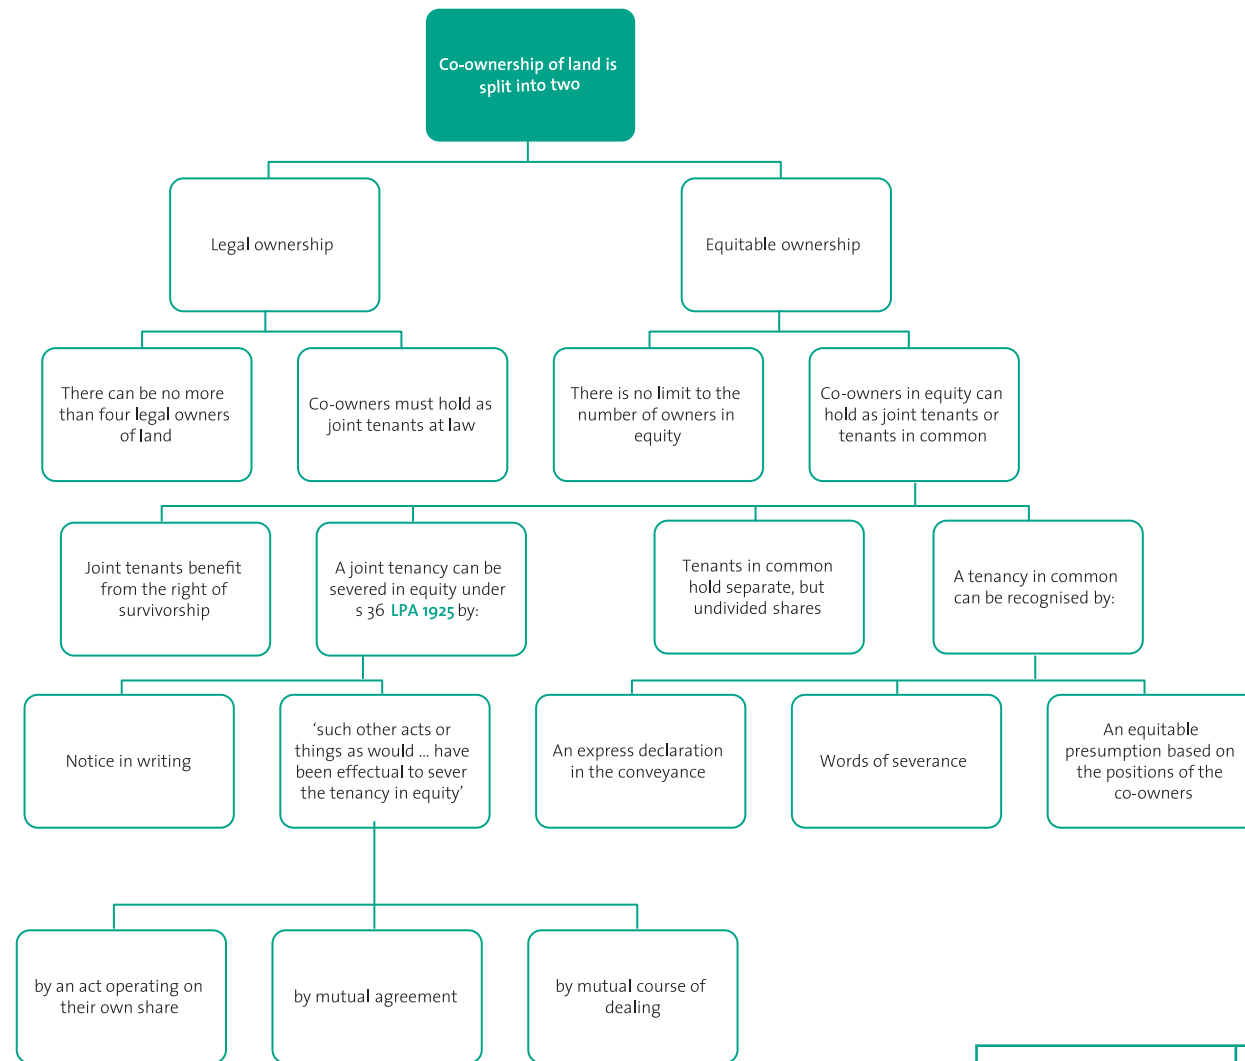 Co-ownership of land is
split into two
Legal ownership
Equitable ownership
There can be no more
than four legal owners
of land
Co-owners must hold as
joint tenants at law
There is no limit to the
number of owners in
equity
Co-owners in equity can
hold as joint tenants or
tenants in common
Joint tenants benefit
from the right of
survivorship
A joint tenancy can be
severed in equity under
s 36 LPA 1925 by:
Tenants in common
hold separate, but
undivided shares
A tenancy in common
can be recognised by:
Notice in writing
‘such other acts or
things as would ... have
been effectual to sever
the tenancy in equity’
An express declaration
in the conveyance
Words of severance
An equitable
presumption based on
the positions of the
co-owners
by an act operating on
their own share
by mutual agreement
by mutual course of
dealing